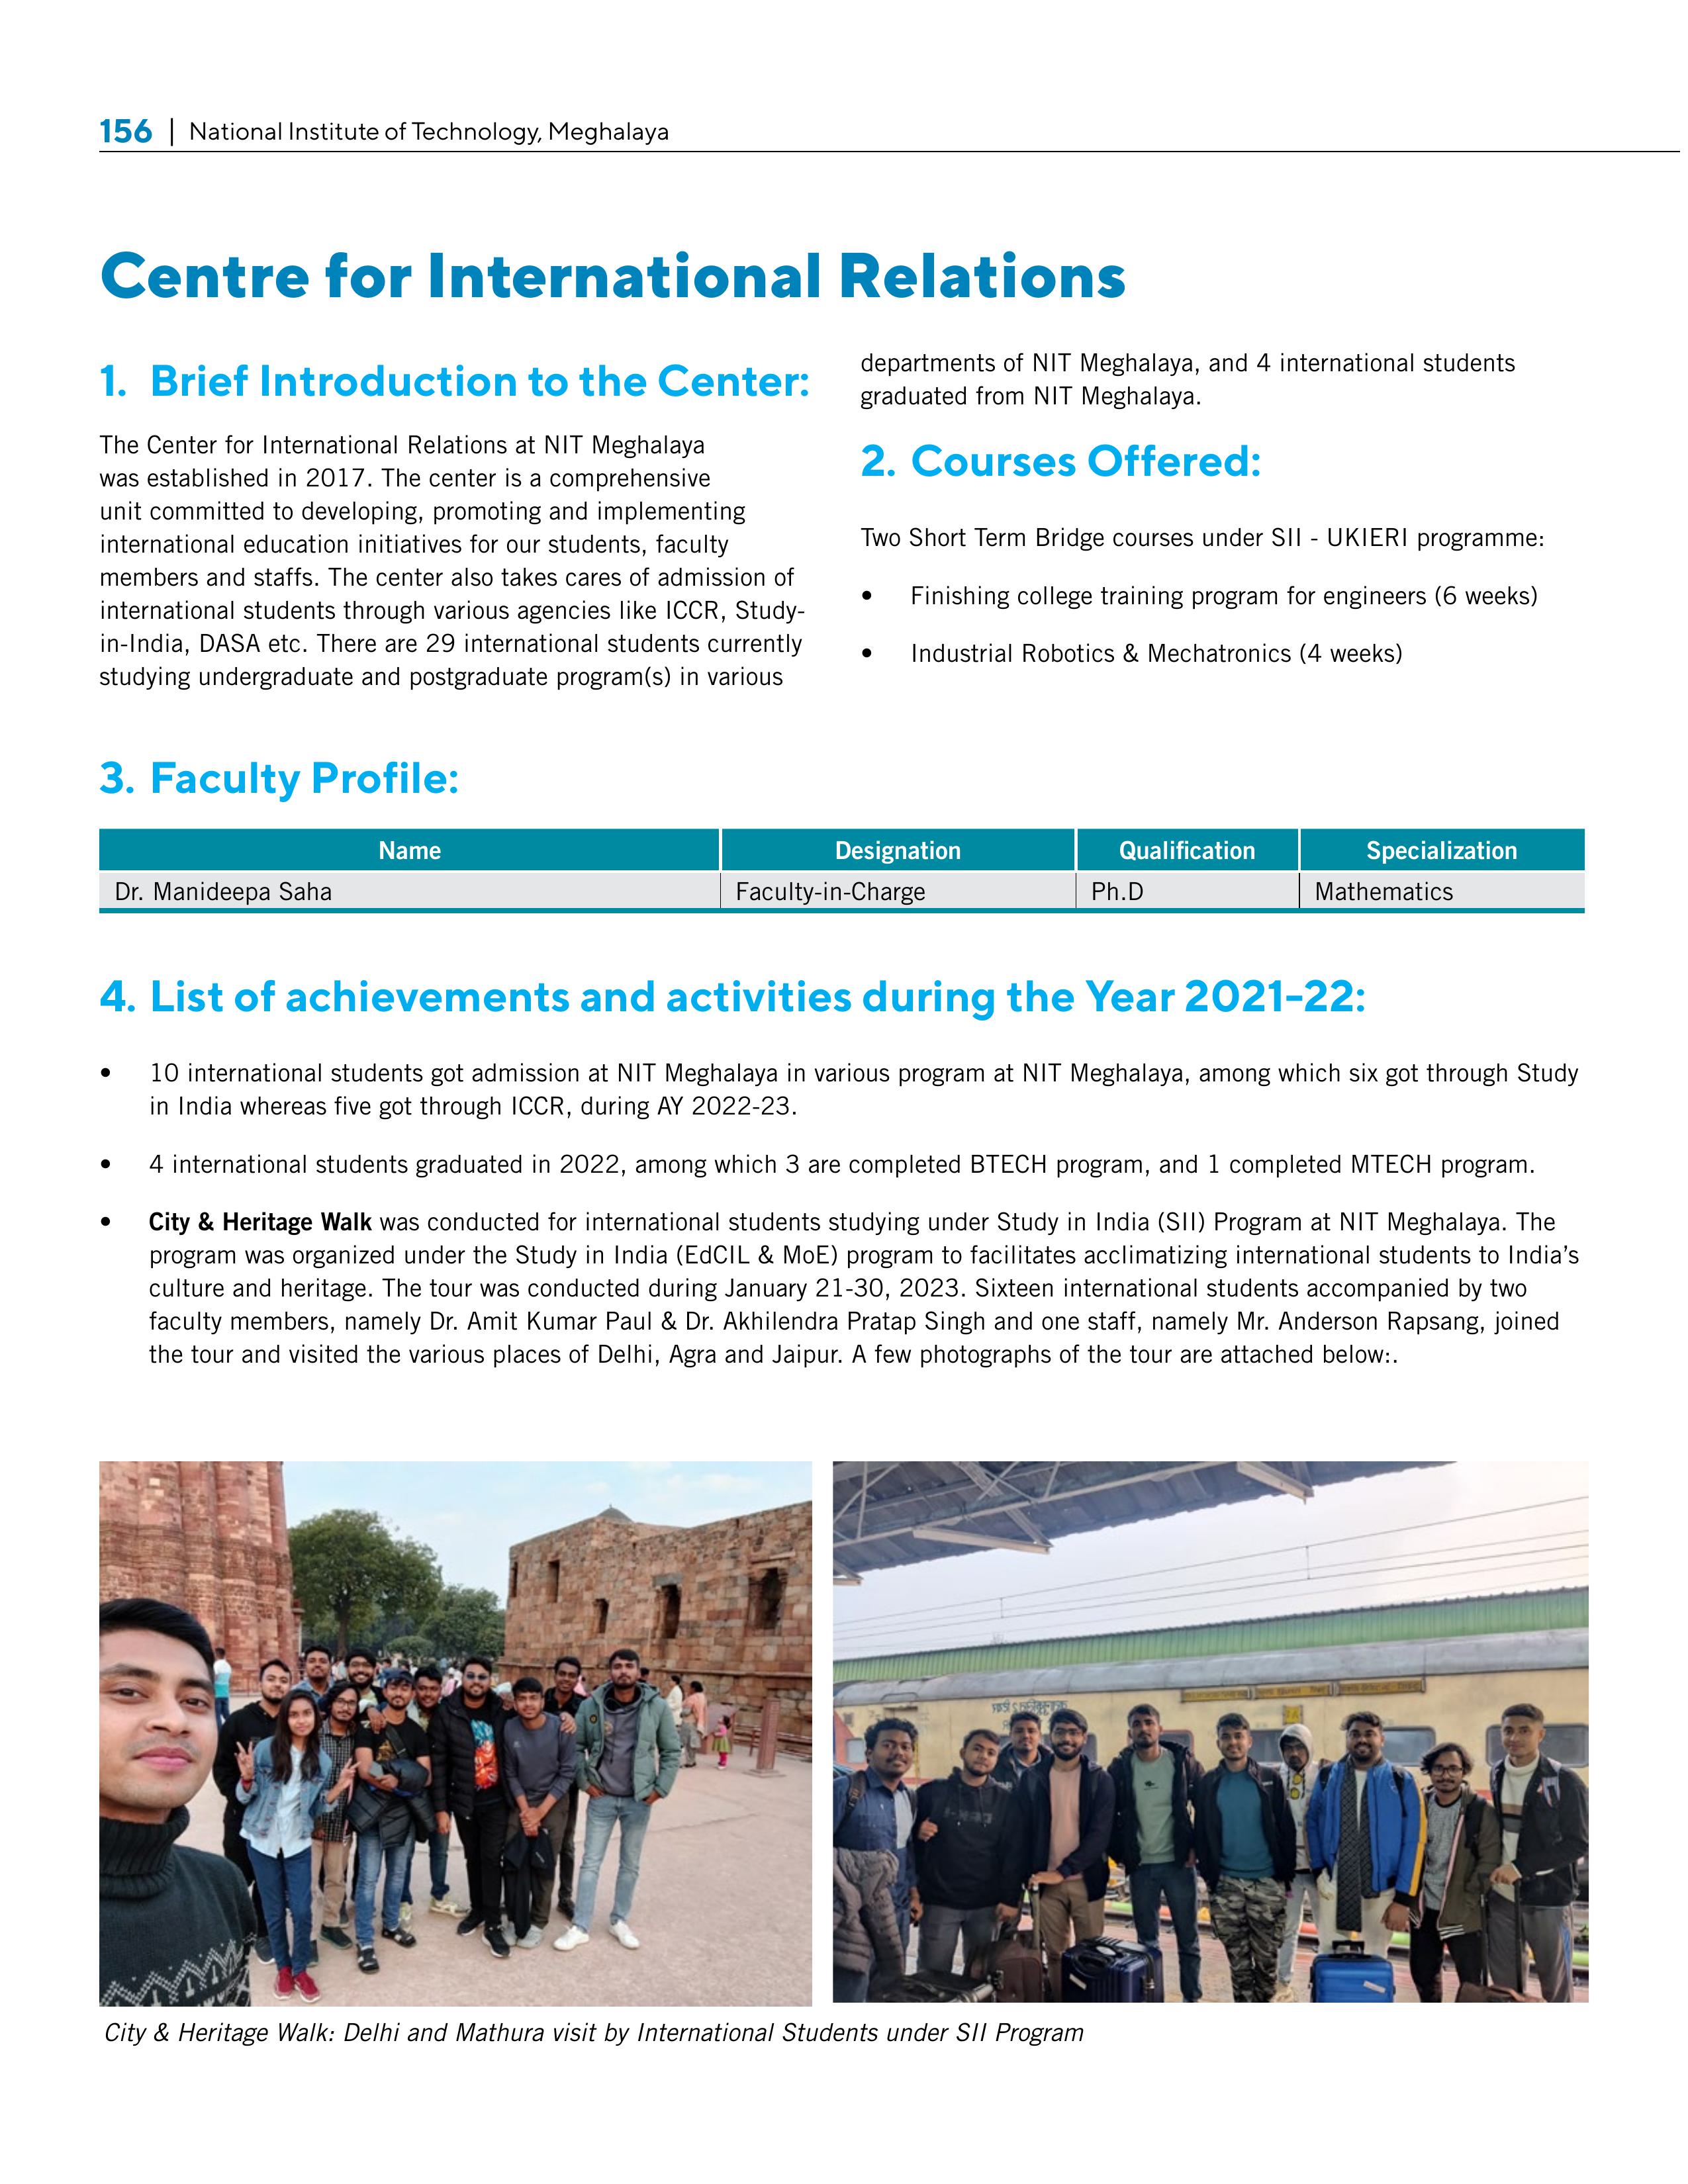 156 | National Institute of Technology, Meghalaya
Centre for International Relations
1. Brief Introduction to the Center:
The Center for International Relations at NIT Meghalaya
was established in 2017. The center is a comprehensive
unit committed to developing, promoting and implementing
international education initiatives for our students, faculty
members and staffs. The center also takes cares of admission of
international students through various agencies like ICCR, Study-
in-India, DASA etc. There are 29 international students currently
studying undergraduate and postgraduate program(s) in various
departments of NIT Meghalaya, and 4 international students
graduated from NIT Meghalaya.
2. Courses Offered:
Two Short Term Bridge courses under SII - UKIERI programme:
• Finishing college training program for engineers (6 weeks)
• Industrial Robotics & Mechatronics (4 weeks)
3. Faculty Profile:
Name Designation Qualification Specialization
Dr. Manideepa Saha Faculty-in-Charge Ph.D Mathematics
4. List of achievements and activities during the Year 2021-22:
• 10 international students got admission at NIT Meghalaya in various program at NIT Meghalaya, among which six got through Study
in India whereas five got through ICCR, during AY 2022-23.
• 4 international students graduated in 2022, among which 3 are completed BTECH program, and 1 completed MTECH program.
• City & Heritage Walk was conducted for international students studying under Study in India (SII) Program at NIT Meghalaya. The
program was organized under the Study in India (EdCIL & MoE) program to facilitates acclimatizing international students to India's
culture and heritage. The tour was conducted during January 21-30, 2023. Sixteen international students accompanied by two
faculty members, namely Dr. Amit Kumar Paul & Dr. Akhilendra Pratap Singh and one staff, namely Mr. Anderson Rapsang, joined
the tour and visited the various places of Delhi, Agra and Jaipur. A few photographs of the tour are attached below:.
City & Heritage Walk: Delhi and Mathura visit by International Students under SII Program